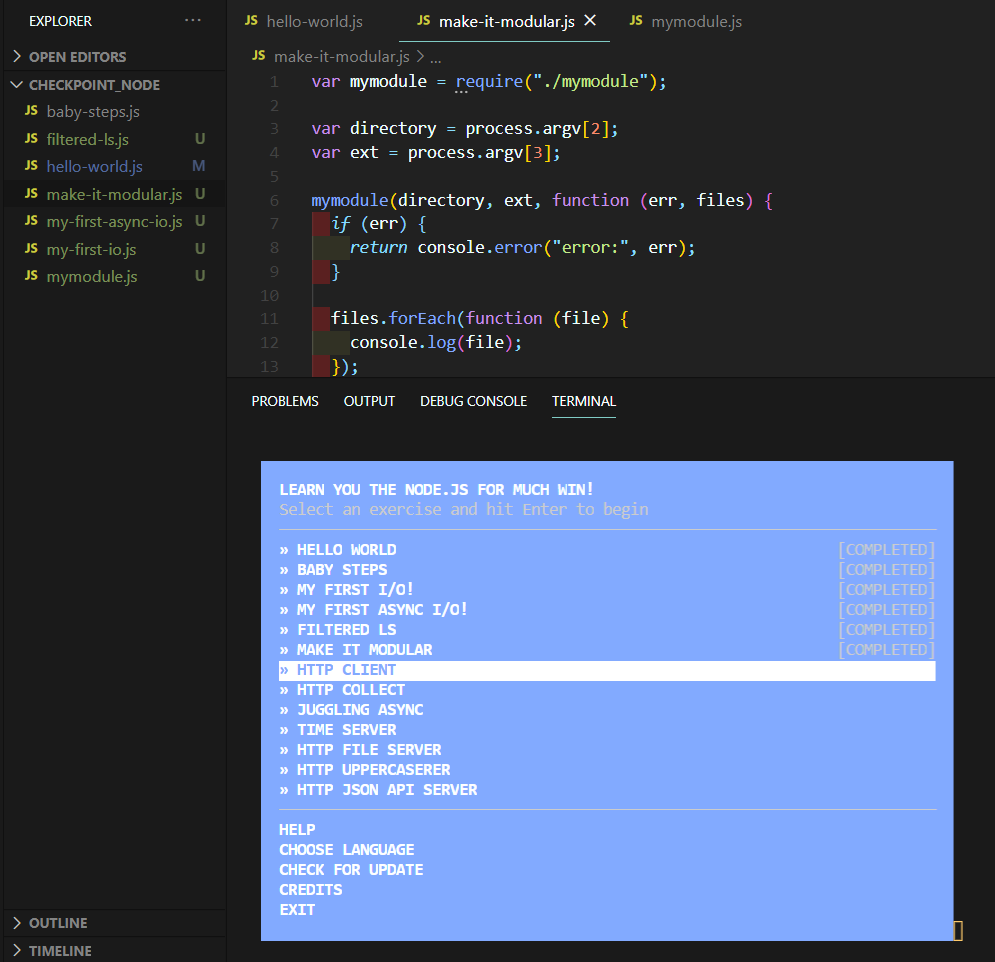 EXPLORER ...
OPEN EDITORS
CHECKPOINT_NODE
JS baby-steps.js
JS filtered-ls.js U
JS hello-world.js M
JS make-it-modular.js U
JS my-first-async-io.js U
JS my-first-io.js U
JS mymodule.js U
OUTLINE
TIMELINE
JS hello-world.js JS make-it-modular.js × JS mymodule.js
JS make-it-modular.js > ...
1 var mymodule = require("./mymodule");
2
3 var directory = process.argv[2];
4 var ext = process.argv[3];
5
6 mymodule(directory, ext, function (err, files) {
7 if (err) {
8 return console.error("error:", err);
9 }
10
11 files.forEach(function (file) {
12 console.log(file);
13 });
PROBLEMS OUTPUT DEBUG CONSOLE TERMINAL
LEARN YOU THE NODE.JS FOR MUCH WIN!
Select an exercise and hit Enter to begin
» HELLO WORLD [COMPLETED]
» BABY STEPS [COMPLETED]
» MY FIRST I/O! [COMPLETED]
» MY FIRST ASYNC I/O! [COMPLETED]
» FILTERED LS [COMPLETED]
» MAKE IT MODULAR [COMPLETED]
» HTTP CLIENT
» HTTP COLLECT
» JUGGLING ASYNC
» TIME SERVER
» HTTP FILE SERVER
» HTTP UPPERCASERER
» HTTP JSON API SERVER
HELP
CHOOSE LANGUAGE
CHECK FOR UPDATE
CREDITS
EXIT